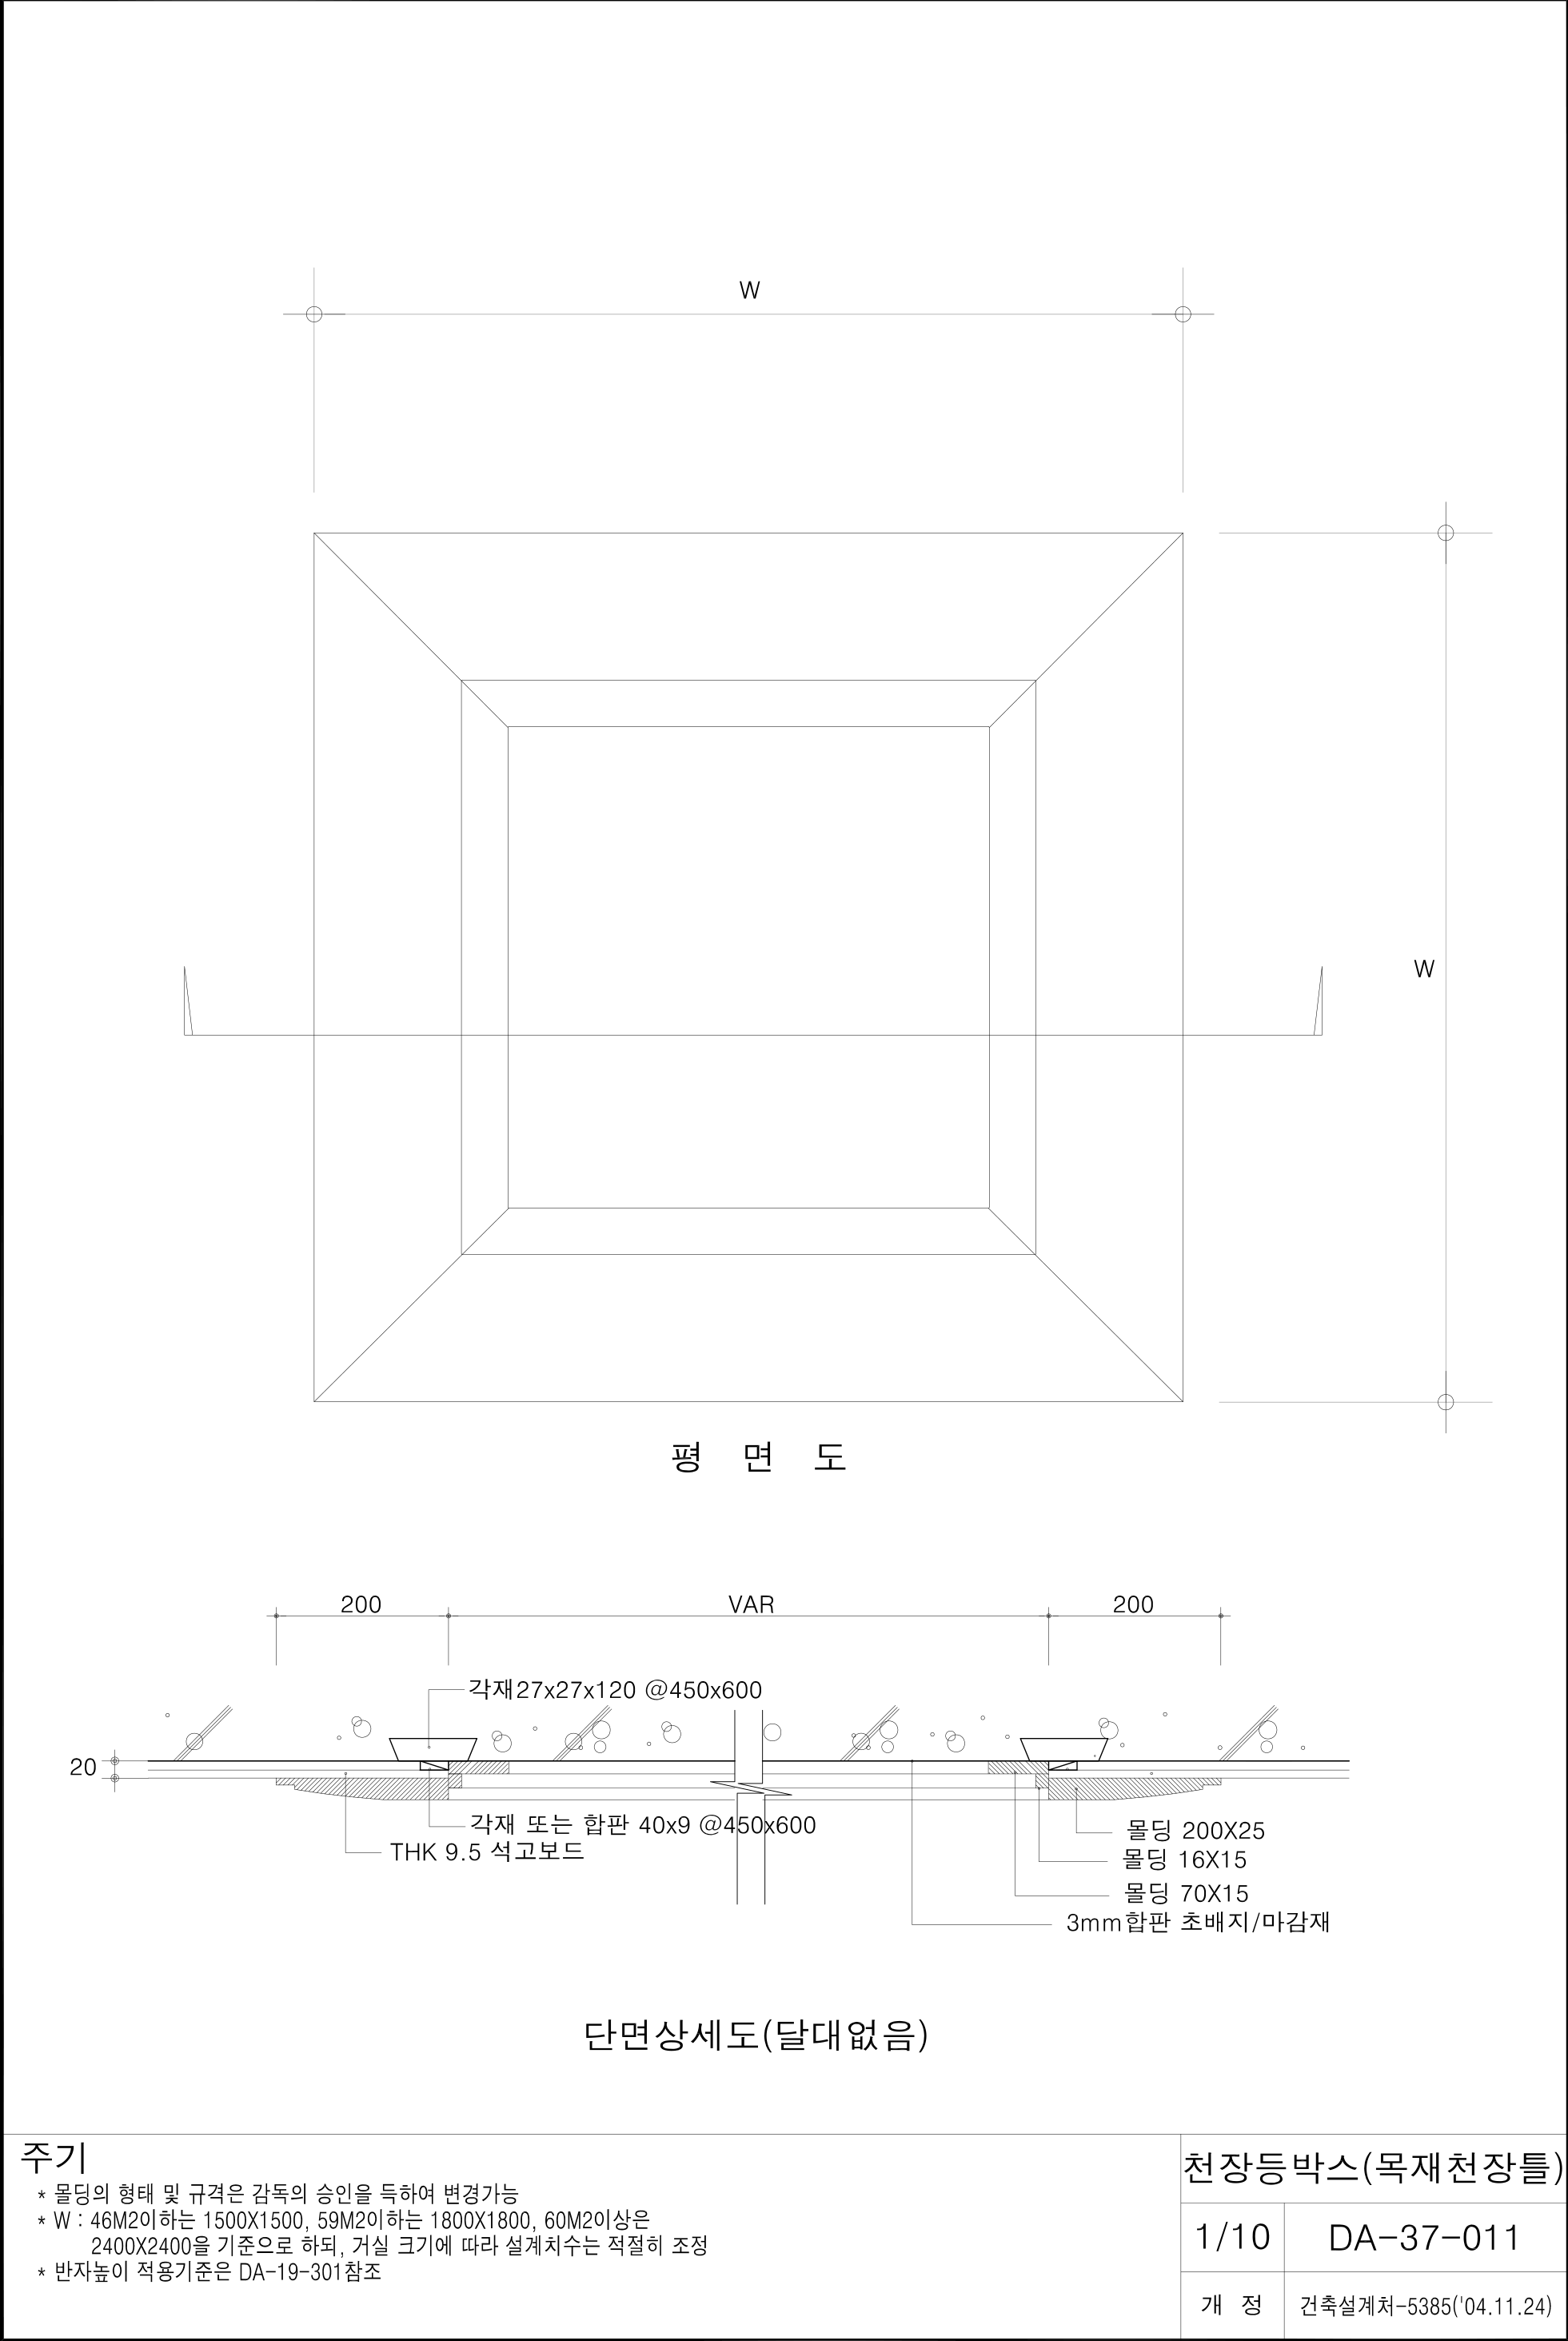 W
W
평 면 도
200
VAR
200
각재27x27x120 @450x600
20
각재 또는 합판 40x9 @450x600
THK 9.5 석고보드
몰딩 200X25
몰딩 16X15
몰딩 70X15
3mm합판 초배지/마감재
단면상세도(달대없음)
주기
* 몰딩의 형태 및 규격은 감독의 승인을 득하여 변경가능
* W : 46M2이하는 1500X1500, 59M2이하는 1800X1800, 60M2이상은
2400X2400을 기준으로 하되, 거실 크기에 따라 설계치수는 적절히 조정
* 반자높이 적용기준은 DA-19-301참조
천장등박스(목재천장틀)
1/10 DA-37-011
개 정 건축설계처-5385('04.11.24)